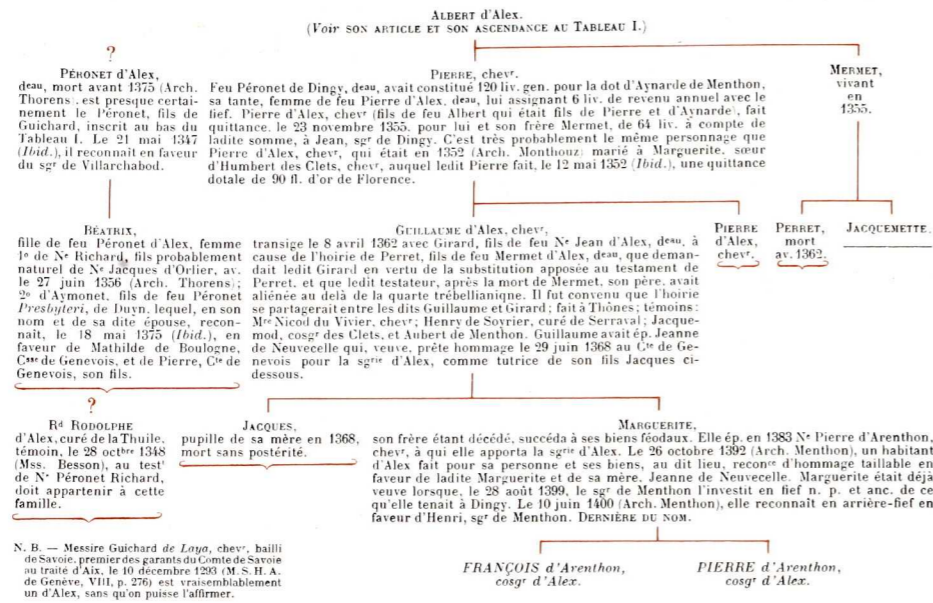 ALBERT d'Alex.
(Voir SON ARTICLE ET SON ASCENDANCE AU TABLEAU I.)
?
PÉRONET d'Alex,
deau, mort avant 1375 (Arch.
Thorens), est presque certai-
nement le Péronet, fils de
Guichard, inscrit au bas du
Tableau I. Le 21 mai 1347
(Ibid.), il reconnaît en faveur
du sgr de Villarchabod.
PIERRE, chevr.
Feu Péronet de Dingy, deau, avait constitué 120 liv. gen. pour la dot d'Aynarde de Menthon,
sa tante, femme de feu Pierre d'Alex, deau, lui assignant 6 liv. de revenu annuel avec le
fief. Pierre d'Alex, chevr (fils de feu Albert qui était fils de Pierre et d'Aynarde), fait
quittance, le 23 novembre 1355, pour lui et son frère Mermet, de 64 liv. à compte de
ladite somme, à Jean, sgr de Dingy. C'est très probablement le même personnage que
Pierre d'Alex, chevr, qui était en 1352 (Arch. Monthouz) marié à Marguerite, sœur
d'Humbert des Clets, chevr, auquel ledit Pierre fait, le 12 mai 1352 (Ibid.), une quittance
dotale de 90 fl. d'or de Florence.
MERMET,
vivant
en
1355.
BÉATRIX,
fille de feu Péronet d'Alex, femme
1o de Ne Richard, fils probablement
naturel de Ne Jacques d'Orlier, av.
le 27 juin 1356 (Arch. Thorens);
2o d'Aymonet, fils de feu Péronet
Presbyteri, de Duyn, lequel, en son
nom et de sa dite épouse, recon-
naît, le 18 mai 1375 (Ibid.), en
faveur de Mathilde de Boulogne,
Csse de Genevois, et de Pierre, Cte de
Genevois, son fils.
GUILLAUME d'Alex, chevr,
transige le 8 avril 1362 avec Girard, fils de feu Ne Jean d'Alex, deau, à
cause de l'hoirie de Perret, fils de feu Mermet d'Alex, deau, que deman-
dait ledit Girard en vertu de la substitution apposée au testament de
Perret, et que ledit testateur, après la mort de Mermet, son père, avait
aliénée au delà de la quarte trébellianique. Il fut convenu que l'hoirie
se partagerait entre les dits Guillaume et Girard; fait à Thônes; témoins:
Mre Nicod du Vivier, chevr; Henry de Soyrier, curé de Serraval; Jacque-
mod, cosgr des Clets, et Aubert de Menthon. Guillaume avait ép. Jeanne
de Neuvecelle qui, veuve, prête hommage le 29 juin 1368 au Cte de Ge-
nevois pour la sgrie d'Alex, comme tutrice de son fils Jacques ci-
dessous.
PIERRE
d'Alex,
chevr.
PERRET,
mort
av. 1362.
JACQUEMETTE.
?
Rd RODOLPHE
d'Alex, curé de la Thuile,
témoin, le 28 octbre 1348
(Mss. Besson), au testt
de Ne Péronet Richard,
doit appartenir à cette
famille.
JACQUES,
pupille de sa mère en 1368,
mort sans postérité.
MARGUERITE,
son frère étant décédé, succéda à ses biens féodaux. Elle ép. en 1383 Ne Pierre d'Arenthon,
chevr, à qui elle apporta la sgrie d'Alex. Le 26 octobre 1392 (Arch. Menthon), un habitant
d'Alex fait pour sa personne et ses biens, au dit lieu, reconce d'hommage taillable en
faveur de ladite Marguerite et de sa mère, Jeanne de Neuvecelle. Marguerite était déjà
veuve lorsque, le 28 août 1399, le sgr de Menthon l'investit en fief n. p. et anc. de ce
qu'elle tenait à Dingy. Le 10 juin 1400 (Arch. Menthon), elle reconnaît en arrière-fief en
faveur d'Henri, sgr de Menthon. DERNIÈRE DU NOM.
N. B. — Messire Guichard de Laya, chevr, bailli
de Savoie, premier des garants du Comte de Savoie
au traité d'Aix, le 10 décembre 1293 (M. S. H. A.
de Genève, VIII, p. 276) est vraisemblablement
un d'Alex, sans qu'on puisse l'affirmer.
FRANÇOIS d'Arenthon,
cosgr d'Alex.
PIERRE d'Arenthon,
cosgr d'Alex.